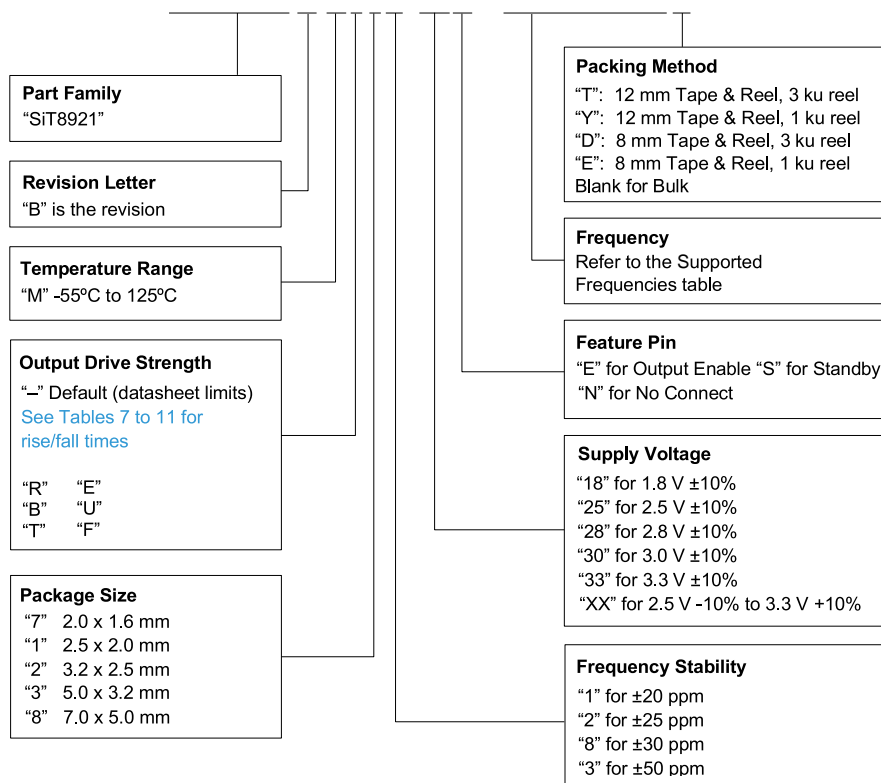 Part Family
“SiT8921”
Revision Letter
“B” is the revision
Temperature Range
“M” -55ºC to 125ºC
Output Drive Strength
“–” Default (datasheet limits)
See Tables 7 to 11 for
rise/fall times
“R” “E”
“B” “U”
“T” “F”
Package Size
“7” 2.0 x 1.6 mm
“1” 2.5 x 2.0 mm
“2” 3.2 x 2.5 mm
“3” 5.0 x 3.2 mm
“8” 7.0 x 5.0 mm
Packing Method
“T”: 12 mm Tape & Reel, 3 ku reel
“Y”: 12 mm Tape & Reel, 1 ku reel
“D”: 8 mm Tape & Reel, 3 ku reel
“E”: 8 mm Tape & Reel, 1 ku reel
Blank for Bulk
Frequency
Refer to the Supported
Frequencies table
Feature Pin
“E” for Output Enable “S” for Standby
“N” for No Connect
Supply Voltage
“18” for 1.8 V ±10%
“25” for 2.5 V ±10%
“28” for 2.8 V ±10%
“30” for 3.0 V ±10%
“33” for 3.3 V ±10%
“XX” for 2.5 V -10% to 3.3 V +10%
Frequency Stability
“1” for ±20 ppm
“2” for ±25 ppm
“8” for ±30 ppm
“3” for ±50 ppm